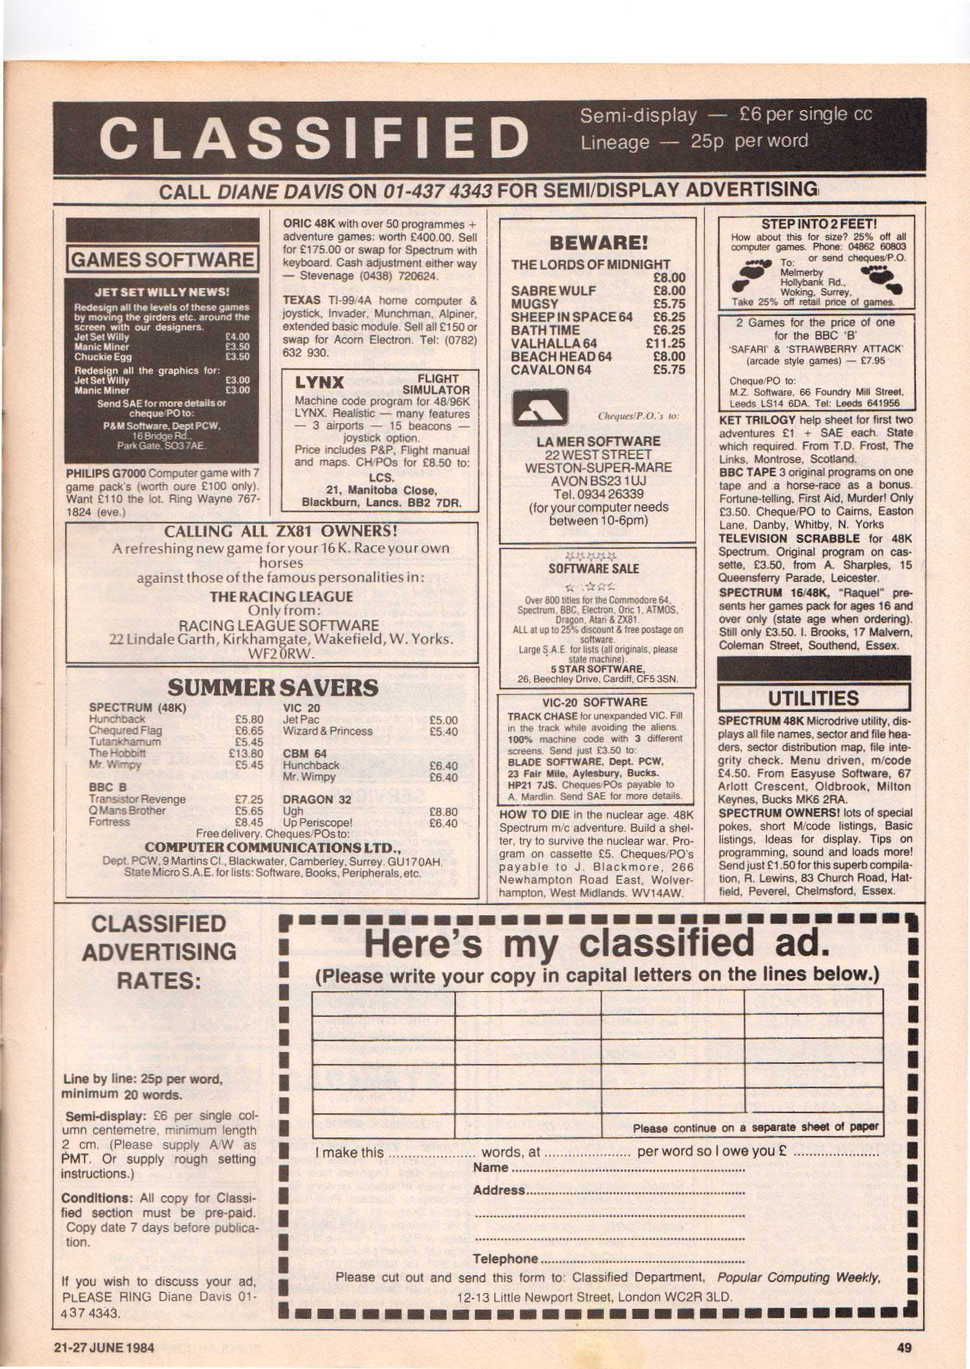 CLASSIFIED
Semi-display — £6 per single cc
Lineage — 25p per word
CALL DIANE DAVIS ON 01-437 4343 FOR SEMI/DISPLAY ADVERTISING
GAMES SOFTWARE
JET SET WILLY NEWS!
Redesign all the levels of these games
by moving the girders etc. around the
screen with our designers.
Jet Set Willy £4.00
Manic Miner £3.50
Chuckie Egg £3.50
Redesign all the graphics for:
Jet Set Willy £3.00
Manic Miner £3.00
Send SAE for more details or
cheque/PO to:
P&M Software, Dept PCW,
16 Bridge Rd.,
Park Gate, SO3 7AE.
PHILIPS G7000 Computer game with 7
game pack's (worth oure £100 only).
Want £110 the lot. Ring Wayne 767-
1824 (eve.)
ORIC 48K with over 50 programmes +
adventure games: worth £400.00. Sell
for £175.00 or swap for Spectrum with
keyboard. Cash adjustment either way
— Stevenage (0438) 720624.
TEXAS TI-99/4A home computer &
joystick, Invader, Munchman, Alpiner,
extended basic module. Sell all £150 or
swap for Acorn Electron. Tel: (0782)
632 930.
LYNX FLIGHT
SIMULATOR
Machine code program for 48/96K
LYNX. Realistic — many features
— 3 airports — 15 beacons —
joystick option.
Price includes P&P, Flight manual
and maps. CH/POs for £8.50 to:
LCS.
21, Manitoba Close,
Blackburn, Lancs. BB2 7DR.
CALLING ALL ZX81 OWNERS!
A refreshing new game for your 16 K. Race your own
horses
against those of the famous personalities in:
THE RACING LEAGUE
Only from:
RACING LEAGUE SOFTWARE
22 Lindale Garth, Kirkhamgate, Wakefield, W. Yorks.
WF2 0RW.
SUMMER SAVERS
SPECTRUM (48K)
Hunchback £5.80
Chequred Flag £6.65
Tutankhamum £5.45
The Hobbitt £13.80
Mr. Wimpy £5.45
BBC B
Transistor Revenge £7.25
Q Mans Brother £5.65
Fortress £8.45
VIC 20
Jet Pac £5.00
Wizard & Princess £5.40
CBM 64
Hunchback £6.40
Mr. Wimpy £6.40
DRAGON 32
Ugh £8.80
Up Periscope! £6.40
Free delivery. Cheques/POs to:
COMPUTER COMMUNICATIONS LTD.,
Dept. PCW, 9 Martins Cl., Blackwater, Camberley, Surrey. GU17 0AH.
State Micro S.A.E. for lists: Software, Books, Peripherals, etc.
BEWARE!
THE LORDS OF MIDNIGHT
£8.00
SABRE WULF £8.00
MUGSY £5.75
SHEEP IN SPACE 64 £6.25
BATH TIME £6.25
VALHALLA 64 £11.25
BEACH HEAD 64 £8.00
CAVALON 64 £5.75
Cheques/P.O.'s to:
LA MER SOFTWARE
22 WEST STREET
WESTON-SUPER-MARE
AVON BS23 1UJ
Tel. 0934 26339
(for your computer needs
between 10-6pm)
SOFTWARE SALE
Over 800 titles for the Commodore 64,
Spectrum, BBC, Electron, Oric 1, ATMOS,
Dragon, Atari & ZX81.
ALL at up to 25% discount & free postage on
software.
Large S.A.E. for lists (all originals, please
state machine).
5 STAR SOFTWARE,
26, Beechley Drive, Cardiff, CF5 3SN.
VIC-20 SOFTWARE
TRACK CHASE for unexpanded VIC. Fill
in the track while avoiding the aliens.
100% machine code with 3 different
screens. Send just £3.50 to:
BLADE SOFTWARE, Dept. PCW,
23 Fair Mile, Aylesbury, Bucks.
HP21 7JS. Cheques/POs payable to
A. Mardlin. Send SAE for more details.
HOW TO DIE in the nuclear age. 48K
Spectrum m/c adventure. Build a shel-
ter, try to survive the nuclear war. Pro-
gram on cassette £5. Cheques/PO's
payable to J. Blackmore, 266
Newhampton Road East, Wolver-
hampton, West Midlands. WV14AW.
STEP INTO 2 FEET!
How about this for size? 25% off all
computer games. Phone: 04862 60803
or send cheques/P.O.
To:
Melmerby
Hollybank Rd.,
Woking, Surrey,
Take 25% off retail price of games.
2 Games for the price of one
for the BBC 'B'
'SAFARI' & 'STRAWBERRY ATTACK'
(arcade style games) — £7.95
Cheque/PO to:
M.Z. Software, 66 Foundry Mill Street,
Leeds LS14 6DA. Tel: Leeds 641956
KET TRILOGY help sheet for first two
adventures £1 + SAE each. State
which required. From T.D. Frost, The
Links, Montrose, Scotland.
BBC TAPE 3 original programs on one
tape and a horse-race as a bonus.
Fortune-telling, First Aid, Murder! Only
£3.50. Cheque/PO to Cairns, Easton
Lane, Danby, Whitby, N. Yorks
TELEVISION SCRABBLE for 48K
Spectrum. Original program on cas-
sette, £3.50, from A. Sharples, 15
Queensferry Parade, Leicester.
SPECTRUM 16/48K, "Raquel" pre-
sents her games pack for ages 16 and
over only (state age when ordering).
Still only £3.50. I. Brooks, 17 Malvern,
Coleman Street, Southend, Essex.
UTILITIES
SPECTRUM 48K Microdrive utility, dis-
plays all file names, sector and file hea-
ders, sector distribution map, file inte-
grity check. Menu driven, m/code
£4.50. From Easyuse Software, 67
Arlott Crescent, Oldbrook, Milton
Keynes, Bucks MK6 2RA.
SPECTRUM OWNERS! lots of special
pokes, short M/code listings, Basic
listings, Ideas for display. Tips on
programming, sound and loads more!
Send just £1.50 for this superb compila-
tion, R. Lewins, 83 Church Road, Hat-
field, Peverel, Chelmsford, Essex.
CLASSIFIED
ADVERTISING
RATES:
Line by line: 25p per word,
minimum 20 words.
Semi-display: £6 per single col-
umn centemetre, minimum length
2 cm. (Please supply A/W as
PMT. Or supply rough setting
instructions.)
Conditions: All copy for Classi-
fied section must be pre-paid.
Copy date 7 days before publica-
tion.
If you wish to discuss your ad,
PLEASE RING Diane Davis 01-
437 4343.
Here's my classified ad.
(Please write your copy in capital letters on the lines below.)
Please continue on a separate sheet of paper
I make this ..................... words, at ..................... per word so I owe you £ .....................
Name ............................................................
Address............................................................
............................................................
............................................................
Telephone............................................................
Please cut out and send this form to: Classified Department, Popular Computing Weekly,
12-13 Little Newport Street, London WC2R 3LD.
21-27 JUNE 1984
49